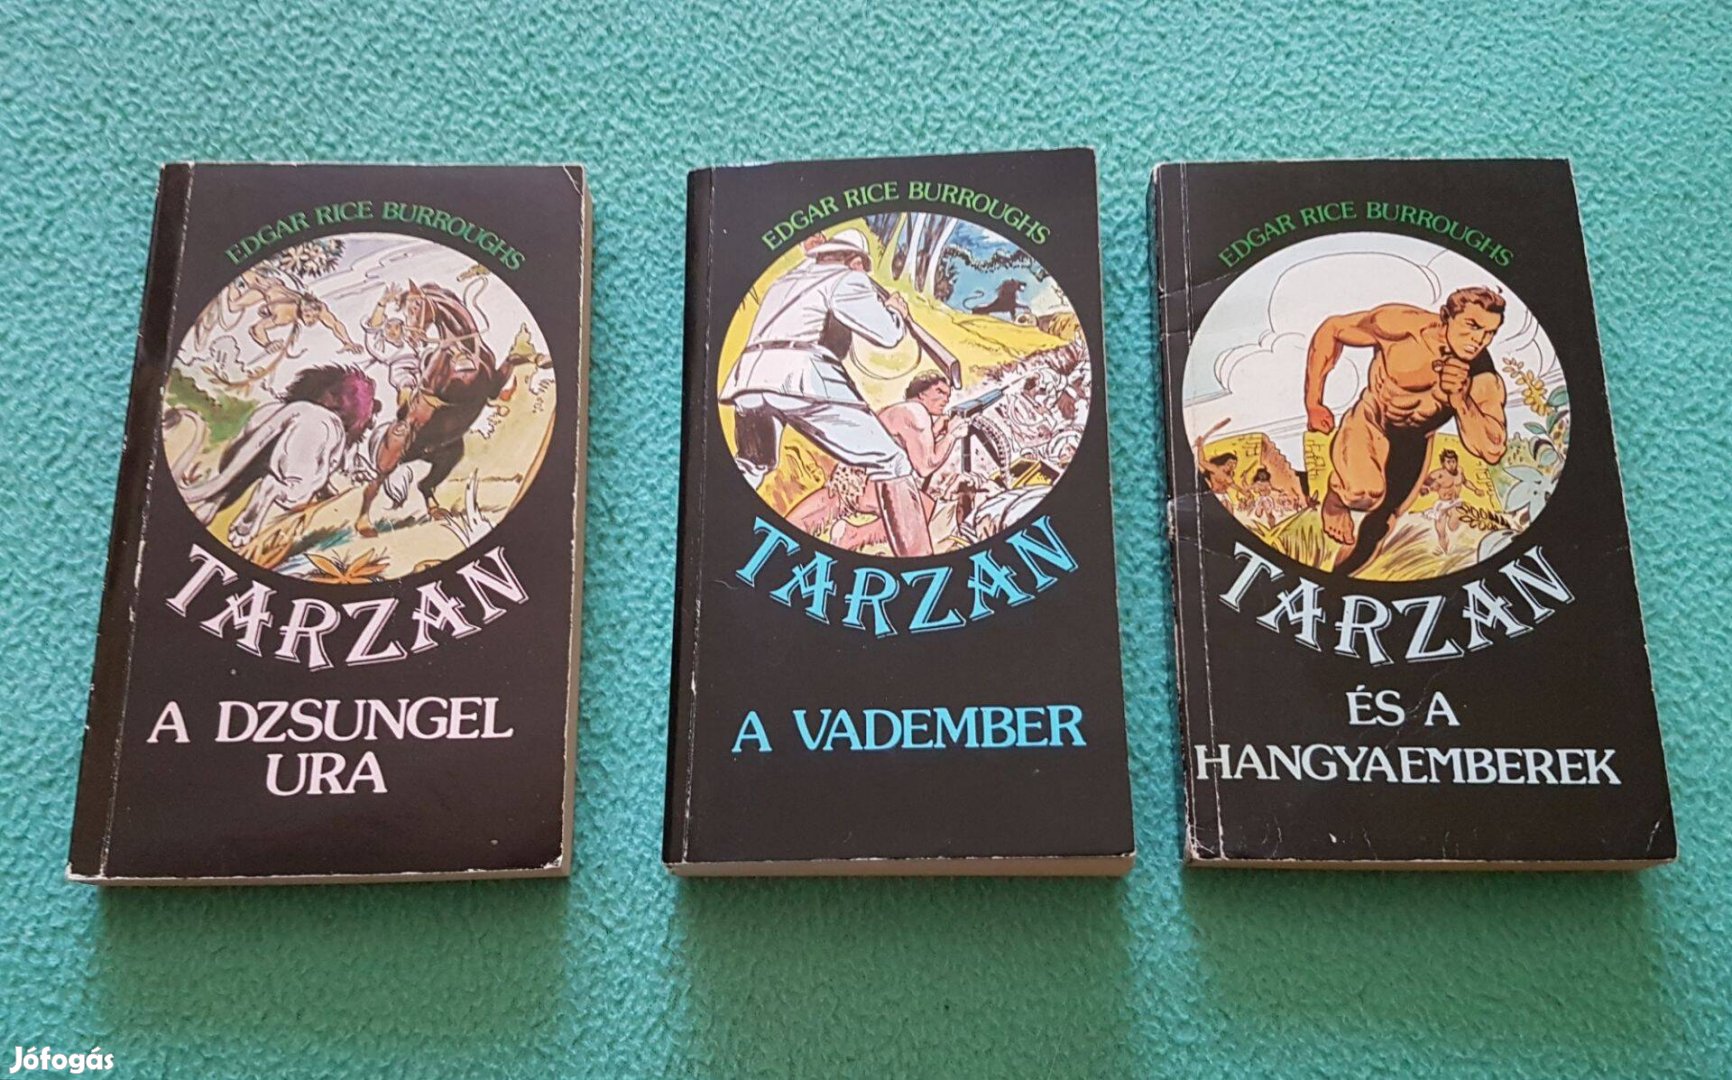 EDGAR RICE BURROUGHS
TARZAN
A DZSUNGEL
URA
EDGAR RICE BURROUGHS
TARZAN
A VADEMBER
EDGAR RICE BURROUGHS
TARZAN
ÉS A
HANGYAEMBEREK
Jófogás